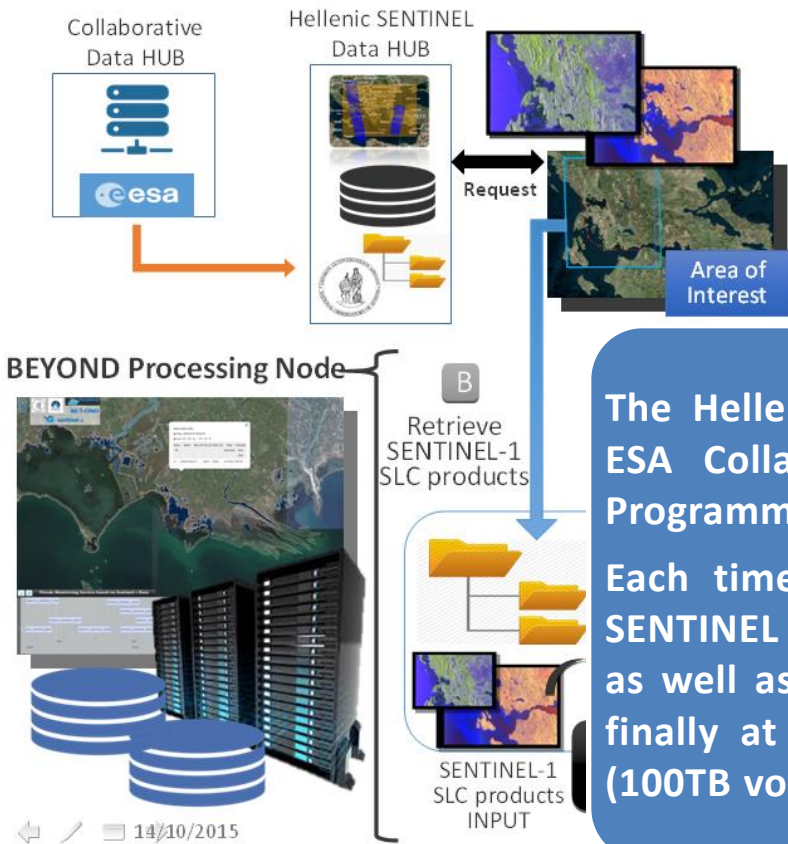 Collaborative
Data HUB
esa
Hellenic SENTINEL
Data HUB
Request
Area of
Interest
BEYOND Processing Node
B
Retrieve
SENTINEL-1
SLC products
The Helle
ESA Colla
Programm
Each time
SENTINEL
as well as
finally at
(100TB vo
SENTINEL-1
SLC products
INPUT
14/10/2015